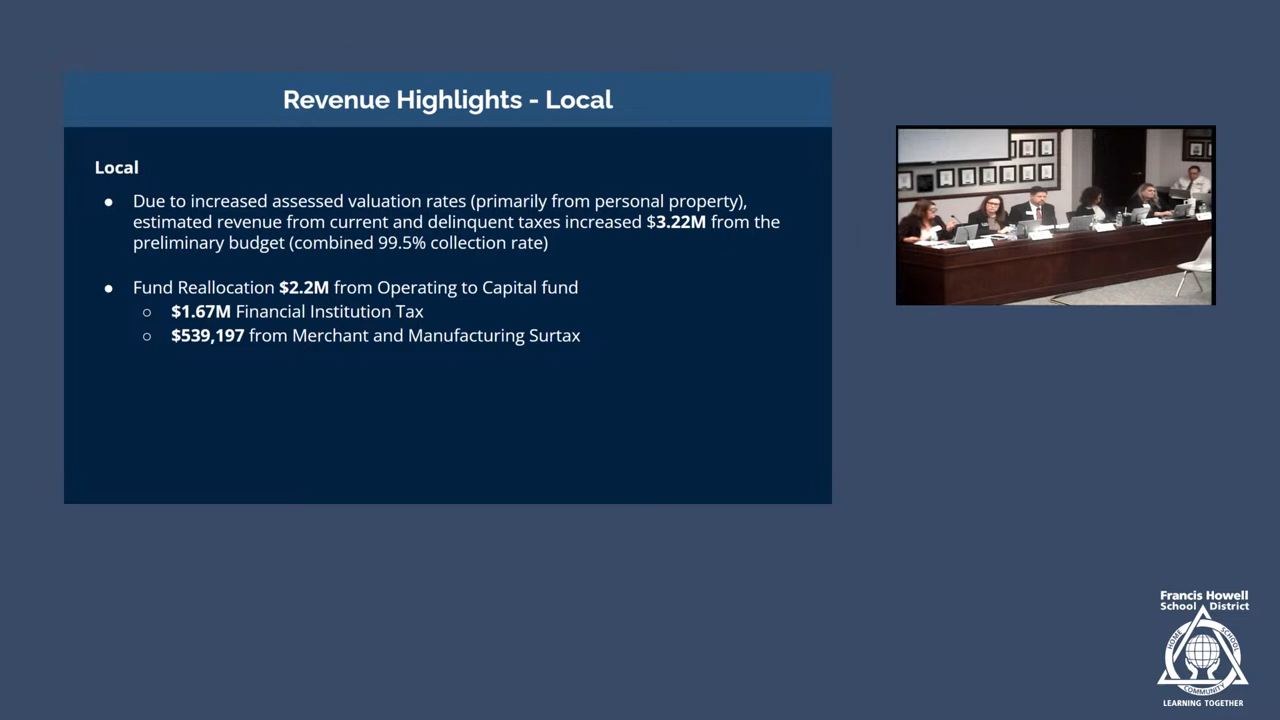 Revenue Highlights - Local
Local
● Due to increased assessed valuation rates (primarily from personal property),
estimated revenue from current and delinquent taxes increased $3.22M from the
preliminary budget (combined 99.5% collection rate)
● Fund Reallocation $2.2M from Operating to Capital fund
○ $1.67M Financial Institution Tax
○ $539,197 from Merchant and Manufacturing Surtax
Francis Howell
School District
HOME
SCHOOL
COMMUNITY
LEARNING TOGETHER